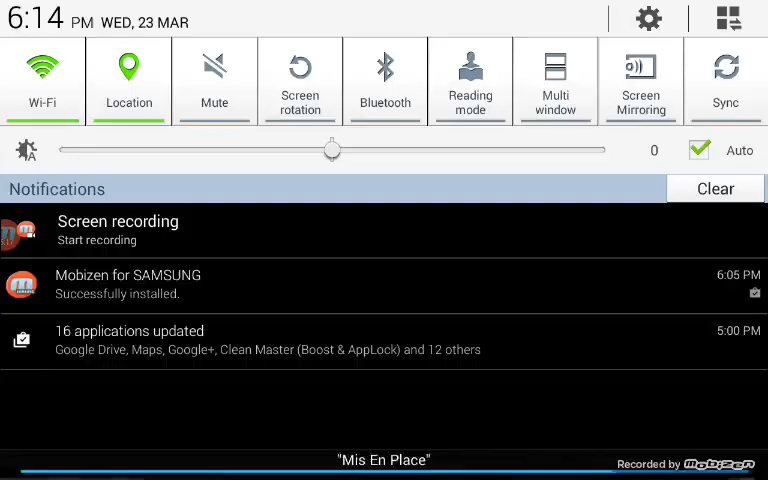 6:14 PM WED, 23 MAR
Wi-Fi
Location
Mute
Screen
rotation
Bluetooth
Reading
mode
Multi
window
Screen
Mirroring
Sync
A
0
Auto
Notifications
Clear
Screen recording
Start recording
Mobizen for SAMSUNG
6:05 PM
Successfully installed.
16 applications updated
5:00 PM
Google Drive, Maps, Google+, Clean Master (Boost & AppLock) and 12 others
"Mis En Place"
Recorded by Mobizen